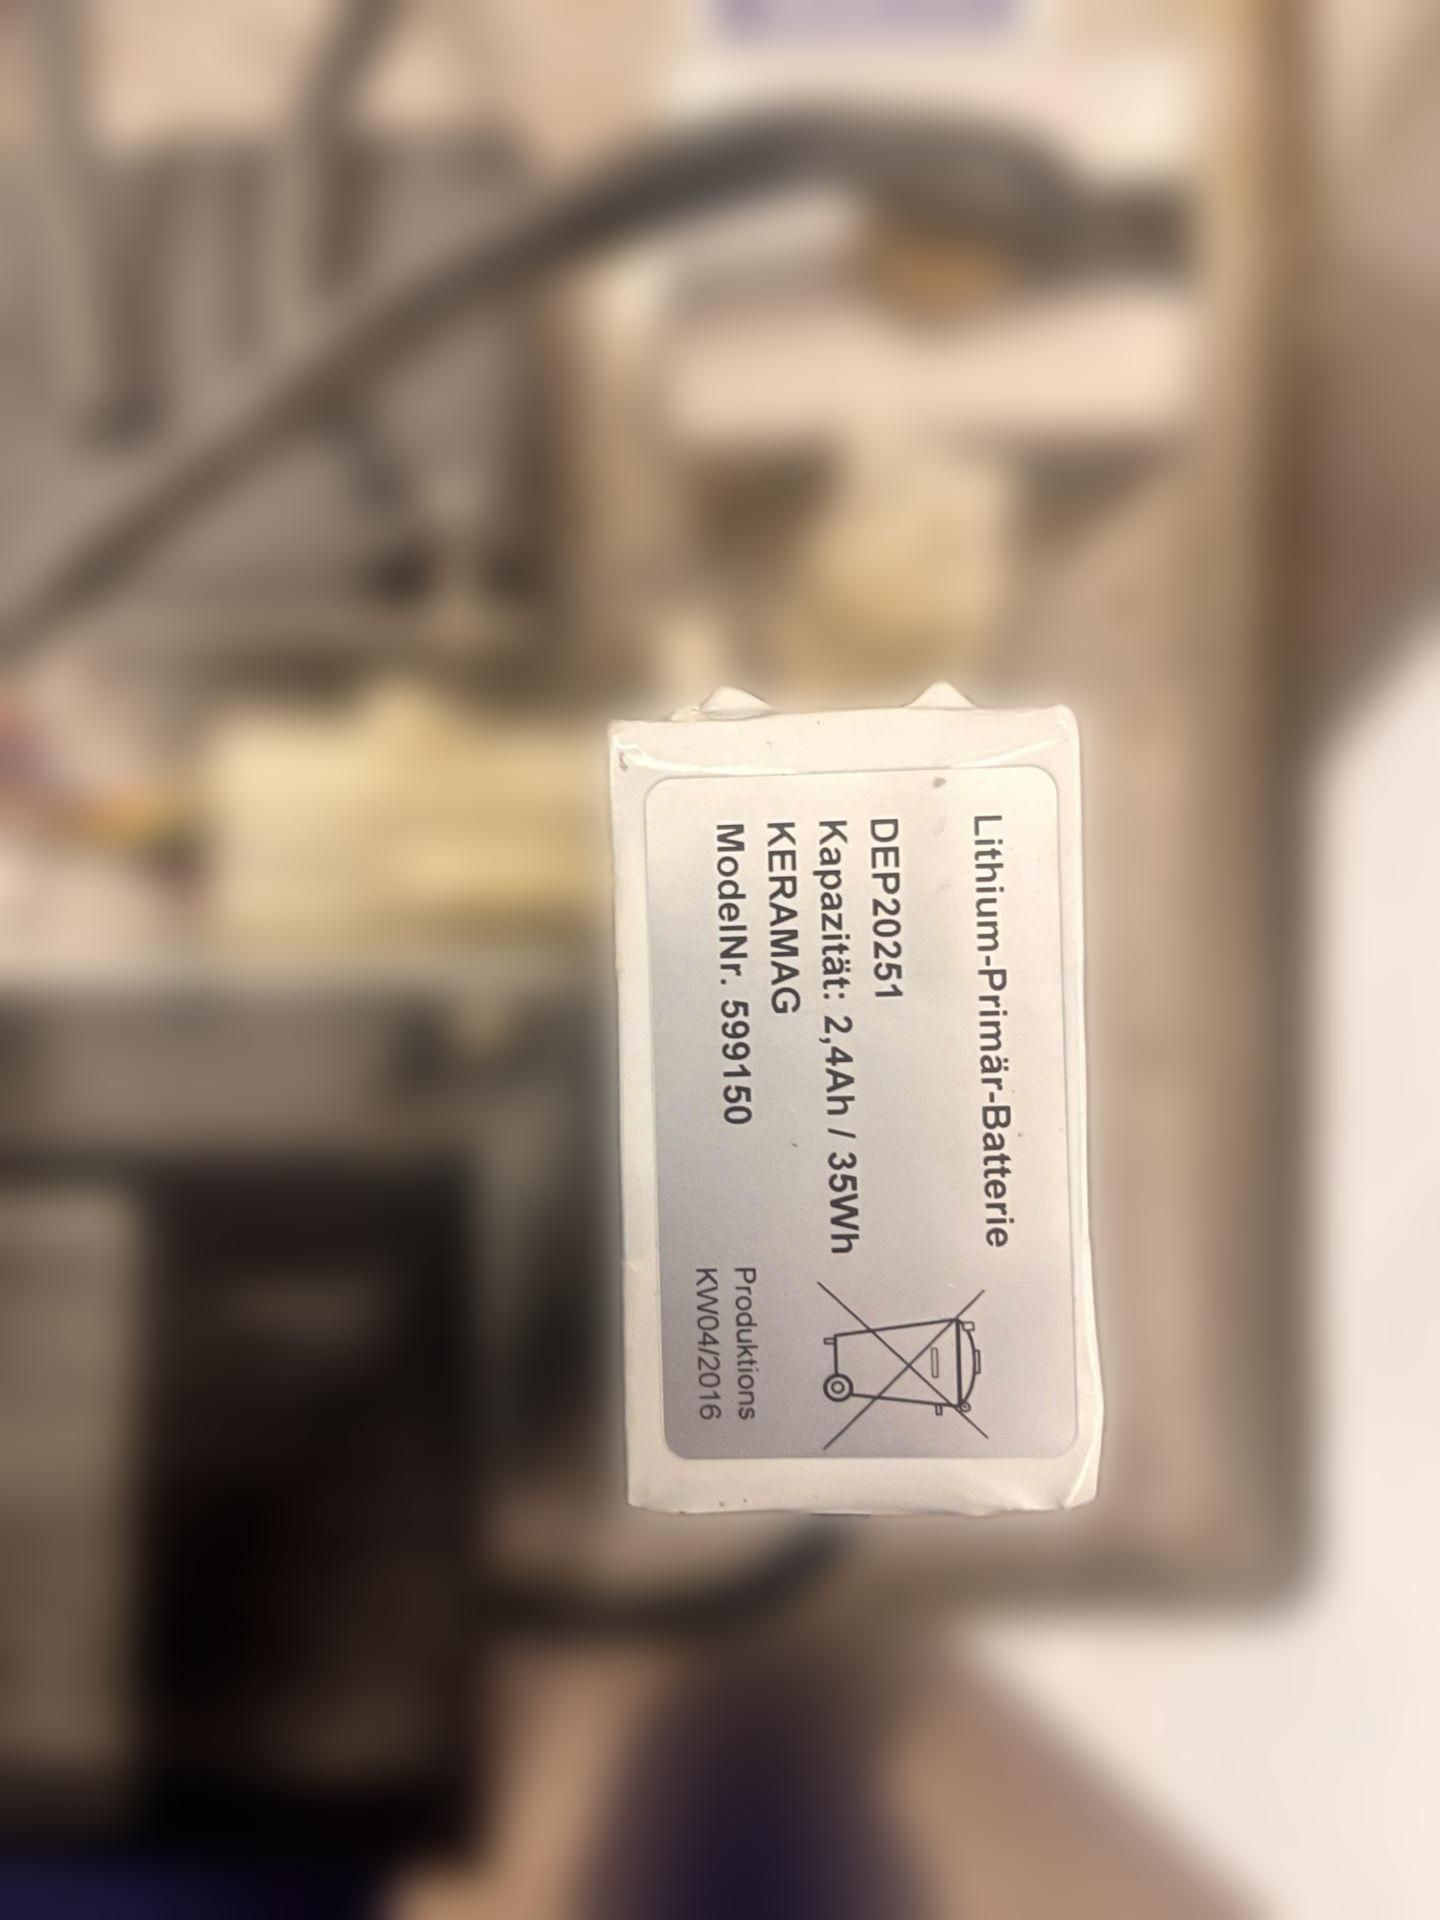 Lithium-Primär-Batterie
DEP20251
Kapazität: 2,4Ah / 35Wh
KERAMAG
ModelNr. 599150
Produktions
KW04/2016